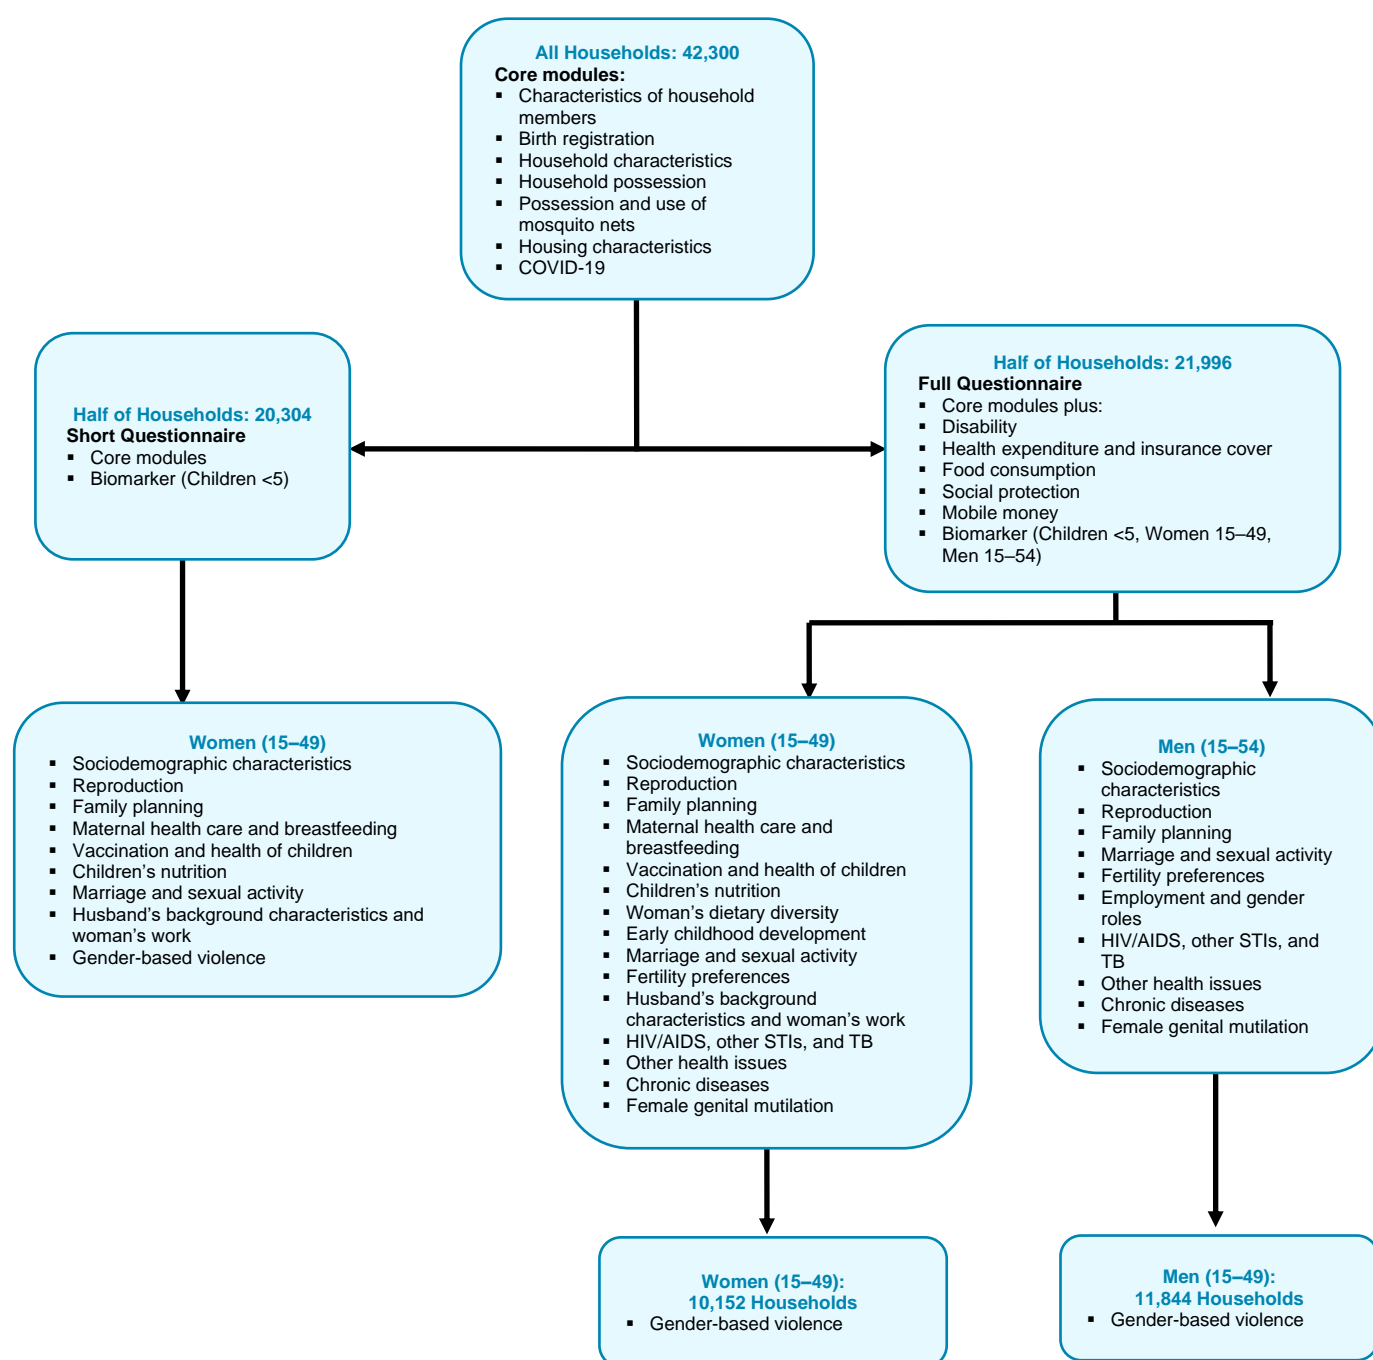 All Households: 42,300
Core modules:
▪ Characteristics of household
members
▪ Birth registration
▪ Household characteristics
▪ Household possession
▪ Possession and use of
mosquito nets
▪ Housing characteristics
▪ COVID-19
Half of Households: 20,304
Short Questionnaire
▪ Core modules
▪ Biomarker (Children <5)
Half of Households: 21,996
Full Questionnaire
▪ Core modules plus:
▪ Disability
▪ Health expenditure and insurance cover
▪ Food consumption
▪ Social protection
▪ Mobile money
▪ Biomarker (Children <5, Women 15–49,
Men 15–54)
Women (15–49)
▪ Sociodemographic characteristics
▪ Reproduction
▪ Family planning
▪ Maternal health care and breastfeeding
▪ Vaccination and health of children
▪ Children’s nutrition
▪ Marriage and sexual activity
▪ Husband’s background characteristics and
woman’s work
▪ Gender-based violence
Women (15–49)
▪ Sociodemographic characteristics
▪ Reproduction
▪ Family planning
▪ Maternal health care and
breastfeeding
▪ Vaccination and health of children
▪ Children’s nutrition
▪ Woman’s dietary diversity
▪ Early childhood development
▪ Marriage and sexual activity
▪ Fertility preferences
▪ Husband’s background
characteristics and woman’s work
▪ HIV/AIDS, other STIs, and TB
▪ Other health issues
▪ Chronic diseases
▪ Female genital mutilation
Men (15–54)
▪ Sociodemographic
characteristics
▪ Reproduction
▪ Family planning
▪ Marriage and sexual activity
▪ Fertility preferences
▪ Employment and gender
roles
▪ HIV/AIDS, other STIs, and
TB
▪ Other health issues
▪ Chronic diseases
▪ Female genital mutilation
Women (15–49):
10,152 Households
▪ Gender-based violence
Men (15–49):
11,844 Households
▪ Gender-based violence